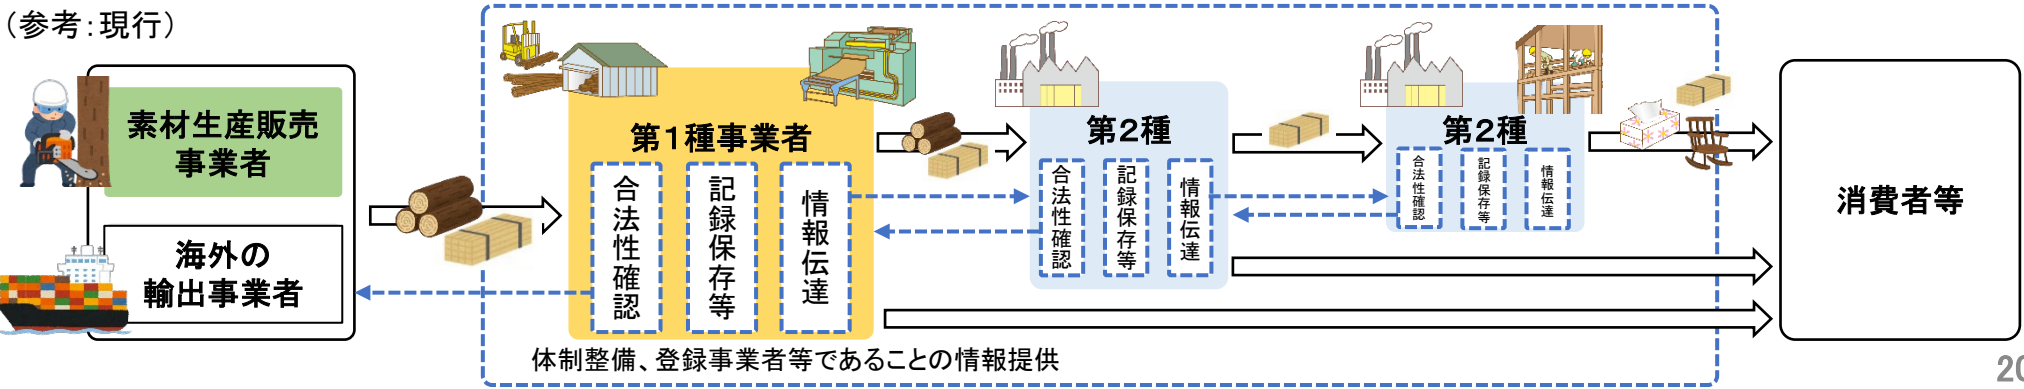 （参考：現行）
素材生産販売
事業者
海外の
輸出事業者
第１種事業者
合法性確認
記録保存等
情報伝達
第２種
合法性確認
記録保存等
情報伝達
第２種
合法性確認
記録保存等
情報伝達
消費者等
体制整備、登録事業者等であることの情報提供
20